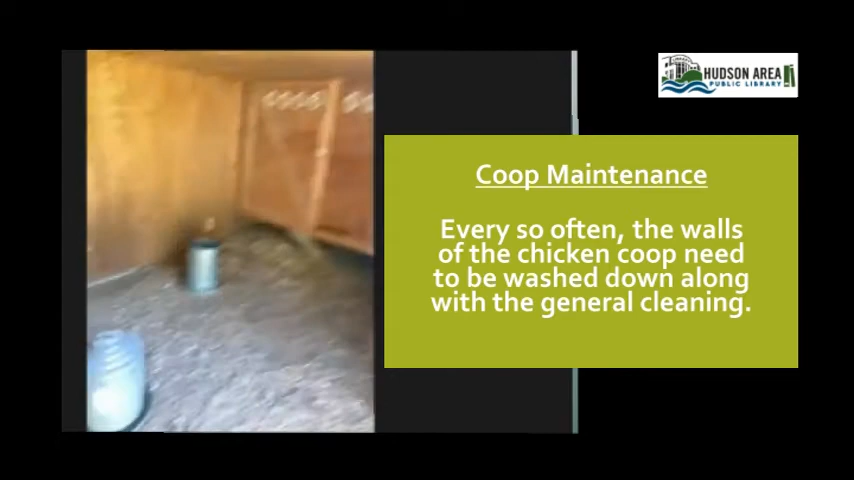 HUDSON AREA
PUBLIC LIBRARY
Coop Maintenance
Every so often, the walls
of the chicken coop need
to be washed down along
with the general cleaning.